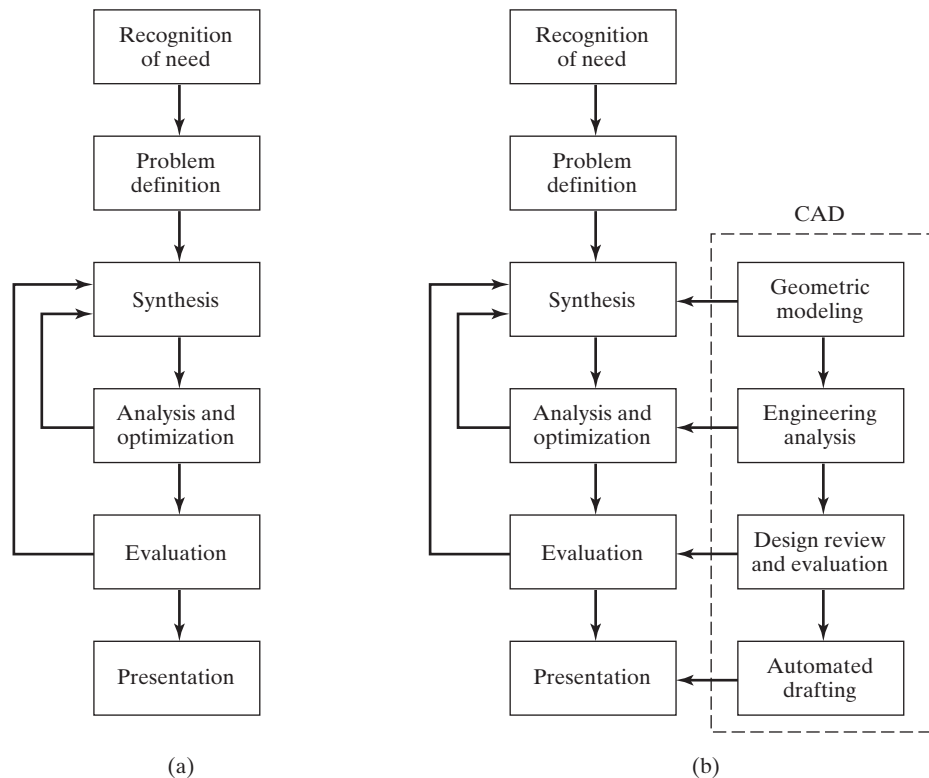 Recognition
of need
Problem
definition
Synthesis
Analysis and
optimization
Evaluation
Presentation
(a)
Recognition
of need
Problem
definition
Synthesis
Analysis and
optimization
Evaluation
Presentation
CAD
Geometric
modeling
Engineering
analysis
Design review
and evaluation
Automated
drafting
(b)